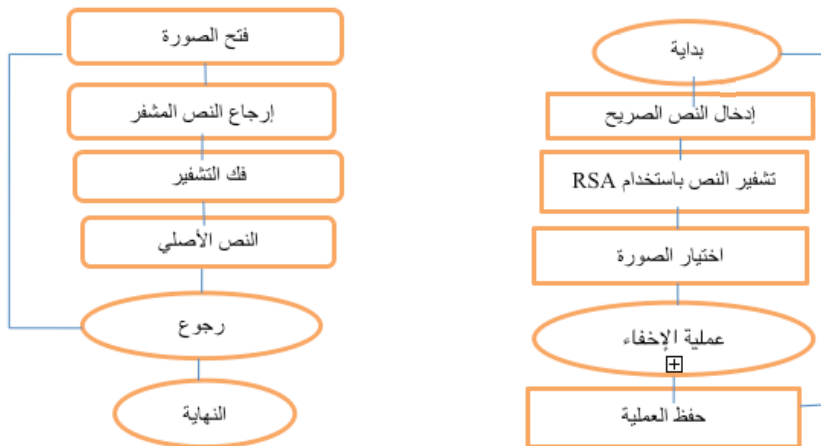 بداية
إدخال النص الصريح
تشفير النص باستخدام RSA
اختيار الصورة
عملية الإخفاء
حفظ العملية
فتح الصورة
إرجاع النص المشفر
فك التشفير
النص الأصلي
رجوع
النهاية